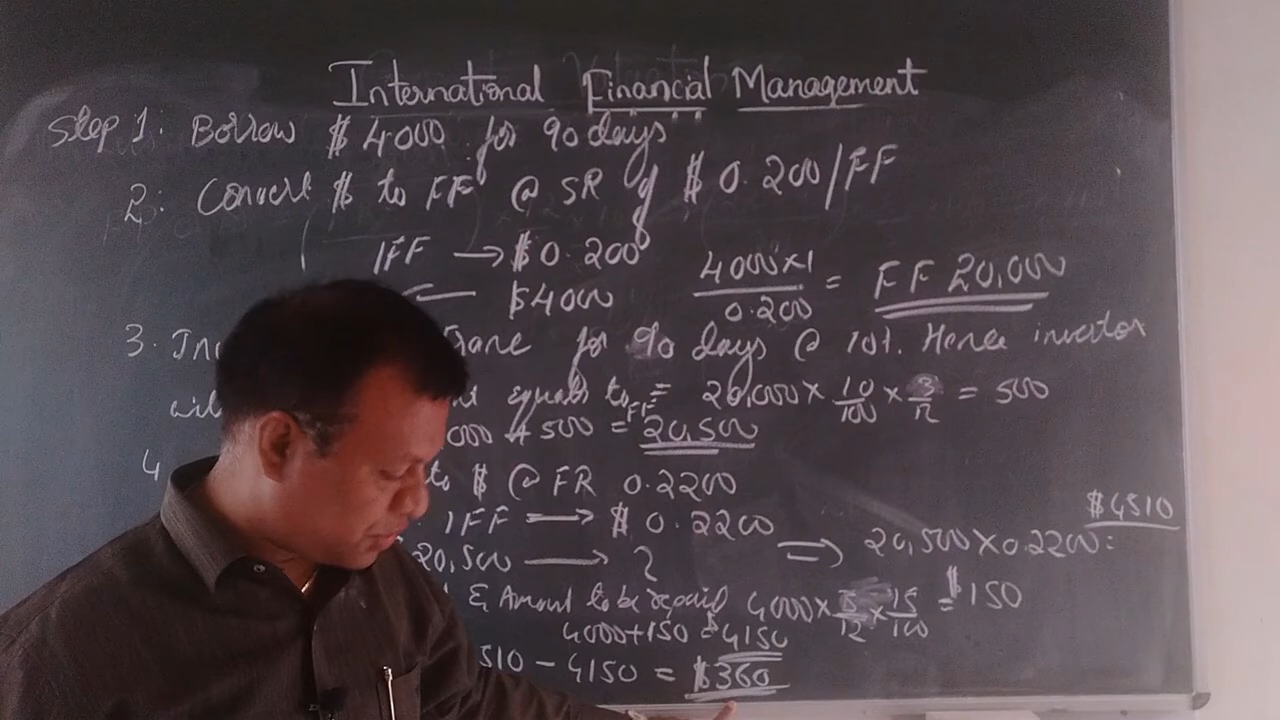 International Financial Management
Step 1: Borrow $ 4000 for 90 days
2: Convert $ to FF @ SR of $ 0.200/FF
1FF → $ 0.200
$4000
4000×1 / 0.200 = FF 20,000
3. for 90 days @ 10%. Hence investor
equals to = 20,000 × 10/100 × 3/12 = 500
000 + 500 = FF 20,500
4 to $ @ FR 0.2200
1FF → $ 0.2200
20,500 → ? ⇒ 20,500×0.2200= $4510
& Amount to be repaid 4000× 3/12 × 15/100 = $150
4000+150 = $4150
510 – 4150 = $360